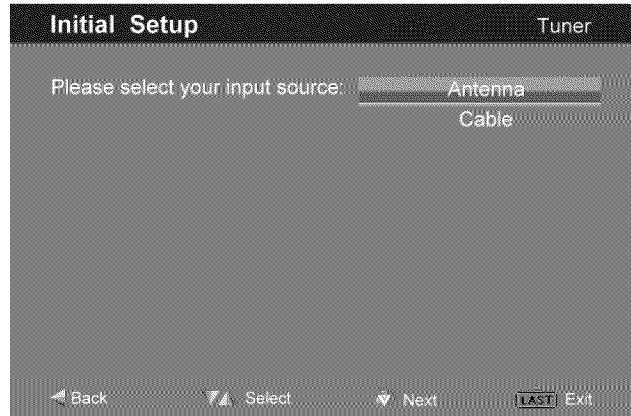 Initial Setup Tuner
Please select your input source: Antenna
Cable
Back Select Next LAST Exit